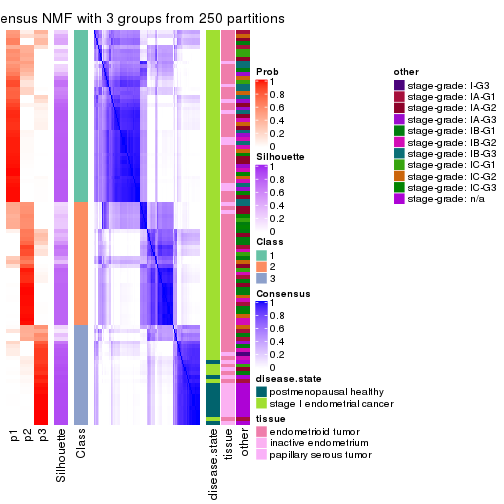 ensus NMF with 3 groups from 250 partitions
p1
p2
p3
Silhouette
Class
disease.state
tissue
other
Prob
1
0.8
0.6
0.4
0.2
0
Silhouette
1
0.8
0.6
0.4
0.2
0
Class
1
2
3
Consensus
1
0.8
0.6
0.4
0.2
0
disease.state
postmenopausal healthy
stage I endometrial cancer
tissue
endometrioid tumor
inactive endometrium
papillary serous tumor
other
stage-grade: I-G3
stage-grade: IA-G1
stage-grade: IA-G2
stage-grade: IA-G3
stage-grade: IB-G1
stage-grade: IB-G2
stage-grade: IB-G3
stage-grade: IC-G1
stage-grade: IC-G2
stage-grade: IC-G3
stage-grade: n/a